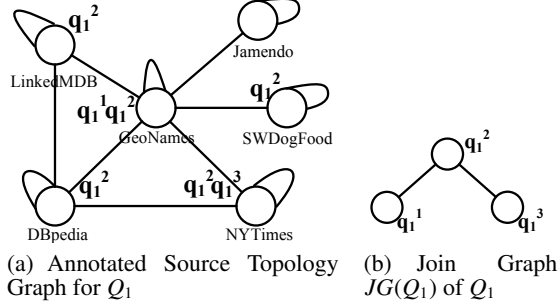 q₁²
Jamendo
LinkedMDB
q₁¹q₁²
GeoNames
q₁²
SWDogFood
q₁²
q₁²
q₁²q₁³
DBpedia
NYTimes
q₁¹
q₁³
(a) Annotated Source Topology
Graph for Q₁
(b) Join Graph
JG(Q₁) of Q₁